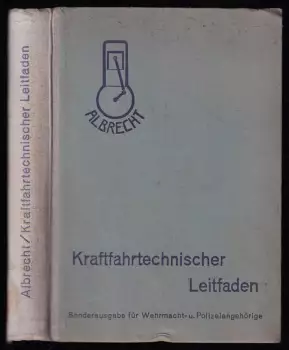 Albrecht/Kraftfahrtechnischer Leitfaden
ALBRECHT
Kraftfahrtechnischer
Leitfaden
Sonderausgabe für Wehrmacht- u. Polizeiangehörige